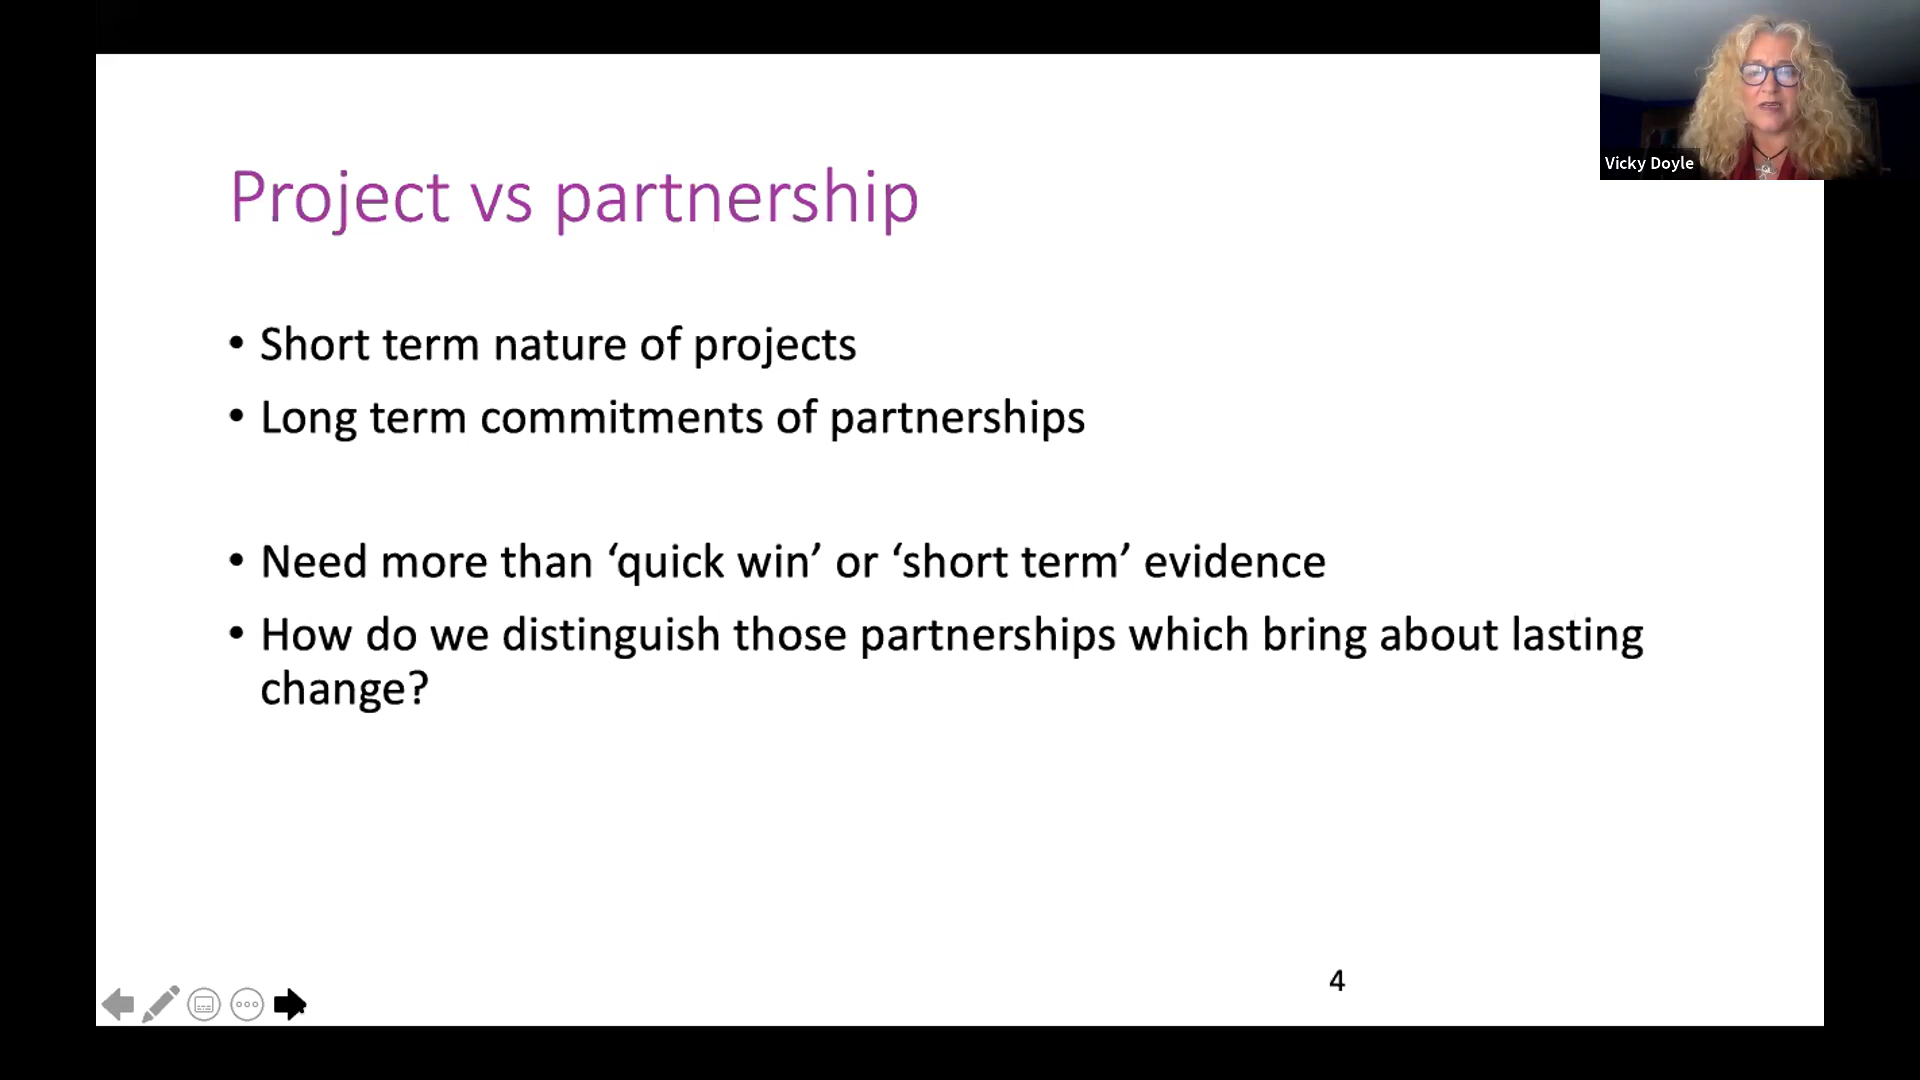 Vicky Doyle
Project vs partnership
• Short term nature of projects
• Long term commitments of partnerships
• Need more than ‘quick win’ or ‘short term’ evidence
• How do we distinguish those partnerships which bring about lasting
change?
4